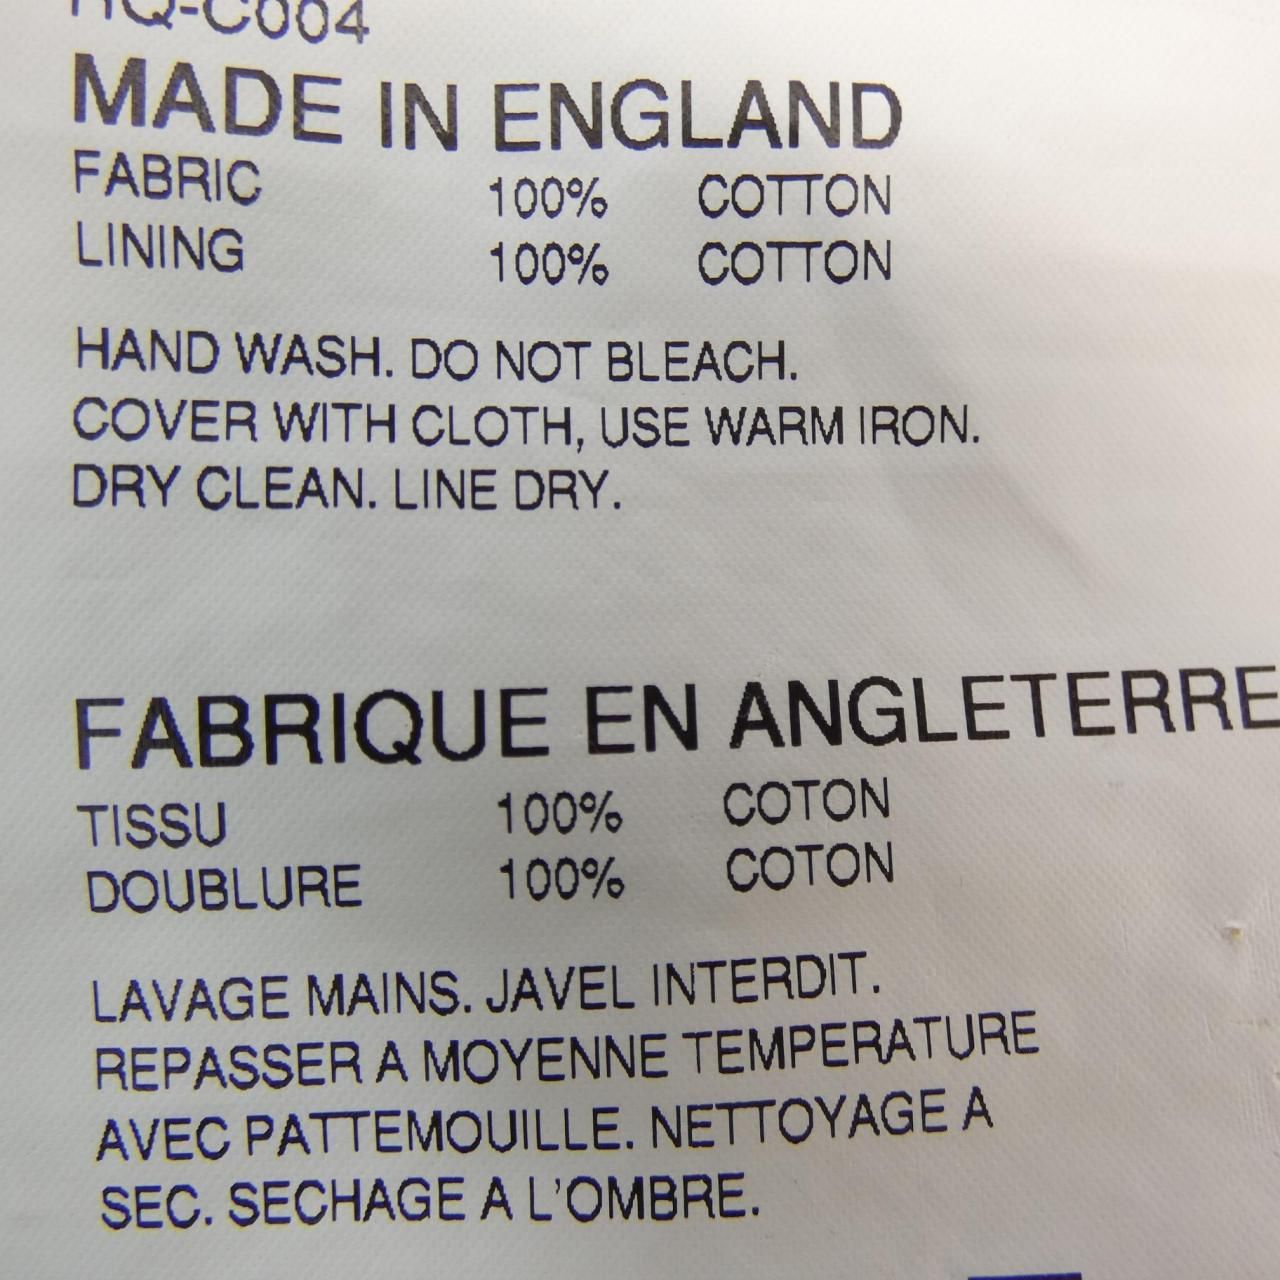 HQ-C004
MADE IN ENGLAND
FABRIC 100% COTTON
LINING 100% COTTON
HAND WASH. DO NOT BLEACH.
COVER WITH CLOTH, USE WARM IRON.
DRY CLEAN. LINE DRY.
FABRIQUE EN ANGLETERRE
TISSU 100% COTON
DOUBLURE 100% COTON
LAVAGE MAINS. JAVEL INTERDIT.
REPASSER A MOYENNE TEMPERATURE
AVEC PATTEMOUILLE. NETTOYAGE A
SEC. SECHAGE A L'OMBRE.